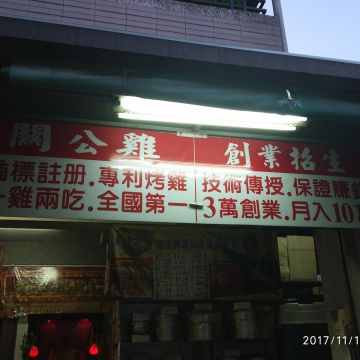 關公雞 創業招生
商標註冊.專利烤雞 技術傳授.保證賺
雞兩吃.全國第一 3萬創業.月入10
2017/11/1